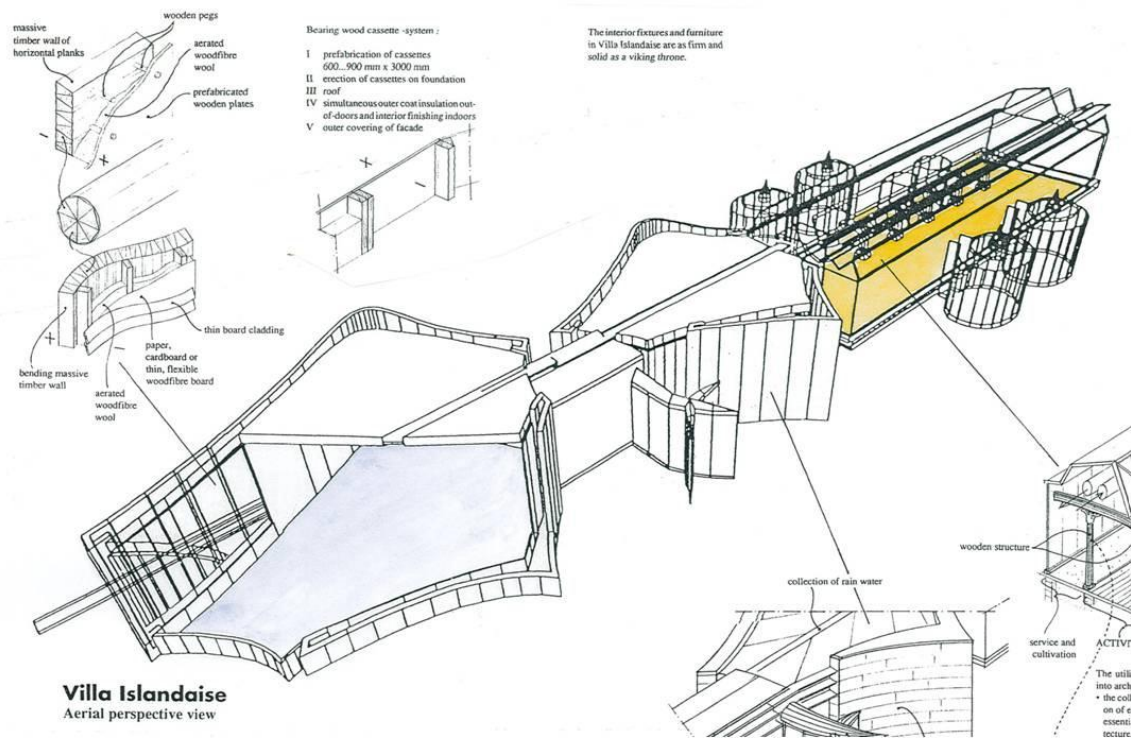 massive
timber wall of
horizontal planks
wooden pegs
aerated
woodfibre
wool
prefabricated
wooden plates
Bearing wood cassette -system :
I prefabrication of cassettes
600...900 mm x 3000 mm
II erection of cassettes on foundation
III roof
IV simultaneous outer coat insulation out-
of-doors and interior finishing indoors
V outer covering of facade
The interior fixtures and furniture
in Villa Islandaise are as firm and
solid as a viking throne.
thin board cladding
paper,
cardboard or
thin, flexible
woodfibre board
bending massive
timber wall
aerated
woodfibre
wool
wooden structure
collection of rain water
service and
cultivation
The
into
• the
on of
Villa Islandaise
Aerial perspective view